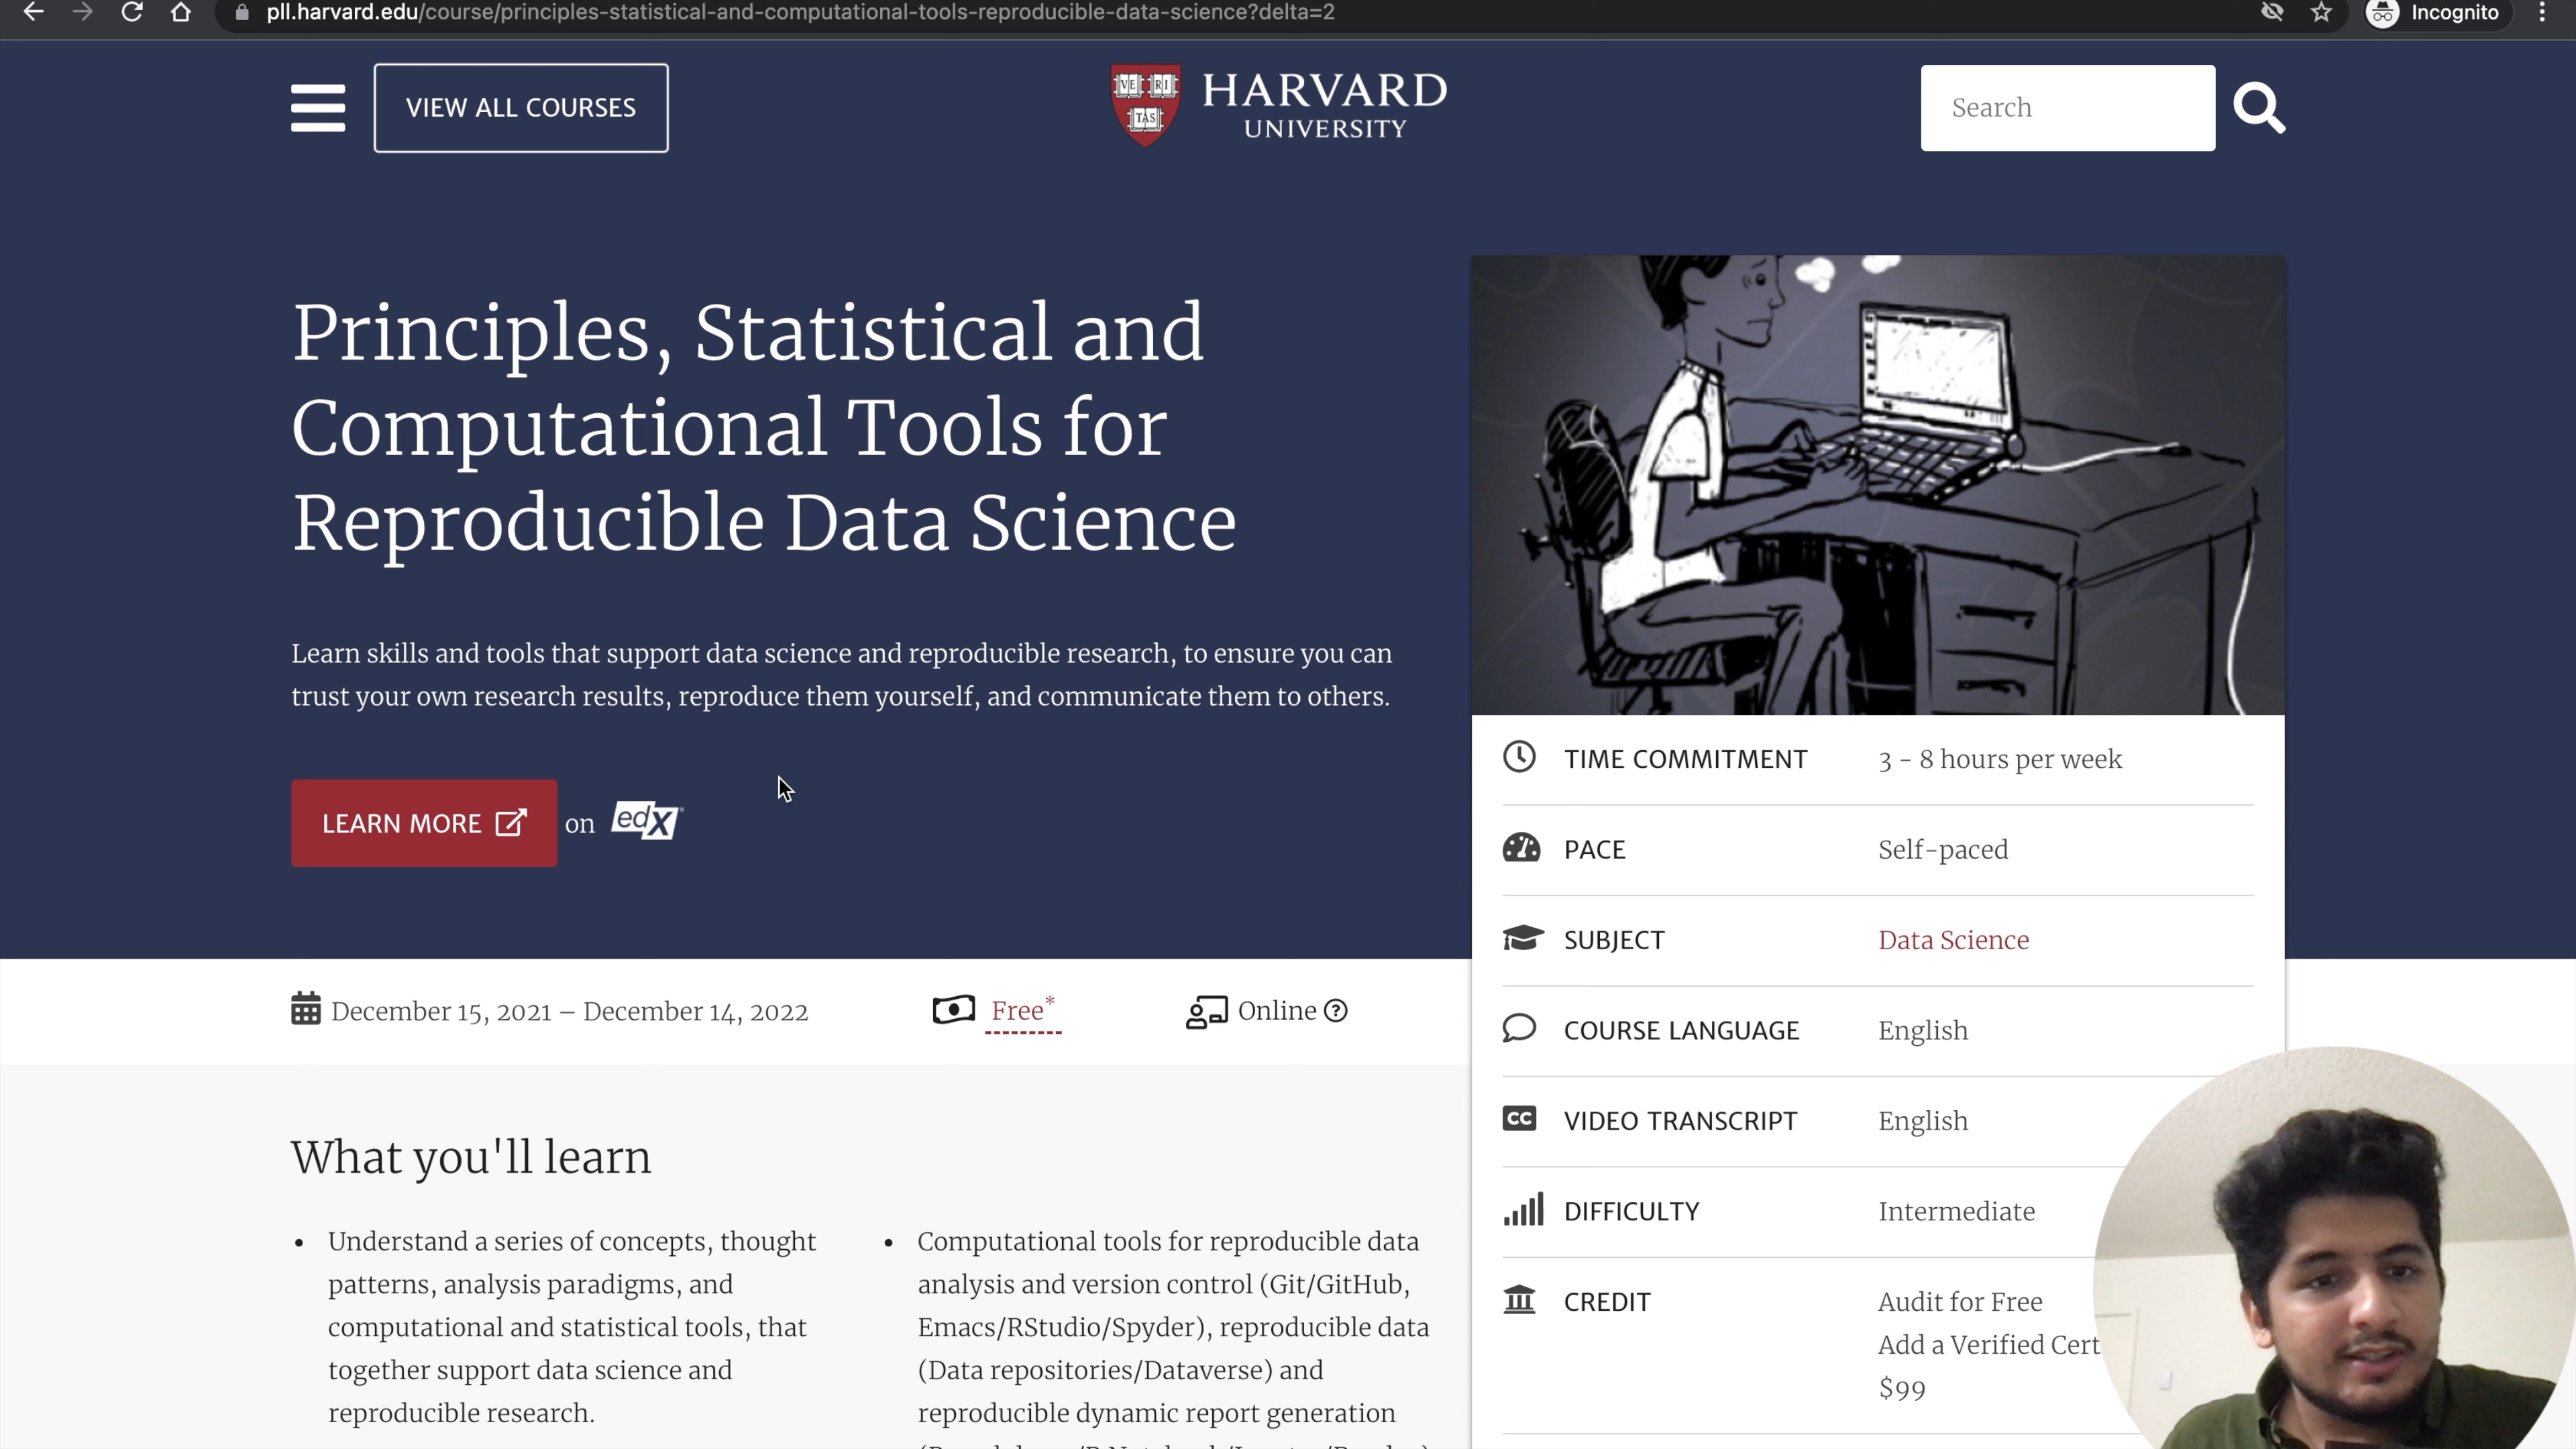 pll.harvard.edu/course/principles-statistical-and-computational-tools-reproducible-data-science?delta=2
Incognito
VIEW ALL COURSES
VE RI TAS
HARVARD
UNIVERSITY
Search
Principles, Statistical and
Computational Tools for
Reproducible Data Science
Learn skills and tools that support data science and reproducible research, to ensure you can
trust your own research results, reproduce them yourself, and communicate them to others.
LEARN MORE on edX
TIME COMMITMENT 3 - 8 hours per week
PACE Self-paced
SUBJECT Data Science
COURSE LANGUAGE English
CC VIDEO TRANSCRIPT English
DIFFICULTY Intermediate
CREDIT Audit for Free
Add a Verified Cert
$99
December 15, 2021 – December 14, 2022
Free*
Online ?
What you'll learn
• Understand a series of concepts, thought
patterns, analysis paradigms, and
computational and statistical tools, that
together support data science and
reproducible research.
• Computational tools for reproducible data
analysis and version control (Git/GitHub,
Emacs/RStudio/Spyder), reproducible data
(Data repositories/Dataverse) and
reproducible dynamic report generation